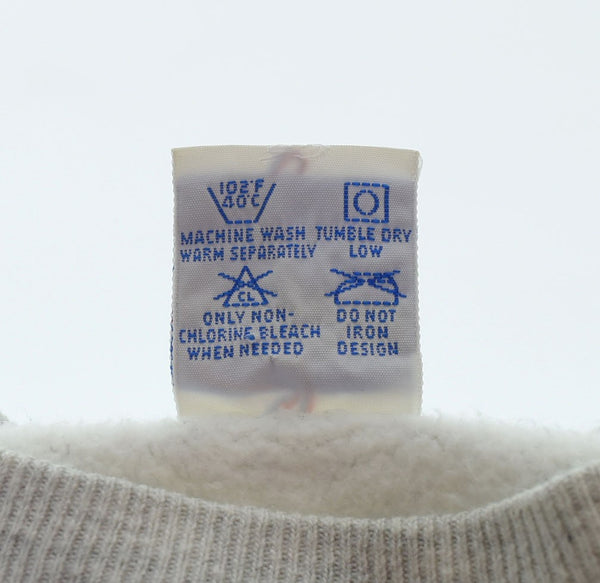 102°F
40°C
MACHINE WASH
WARM SEPARATELY
TUMBLE DRY
LOW
CL
ONLY NON-
CHLORINE BLEACH
WHEN NEEDED
DO NOT
IRON
DESIGN